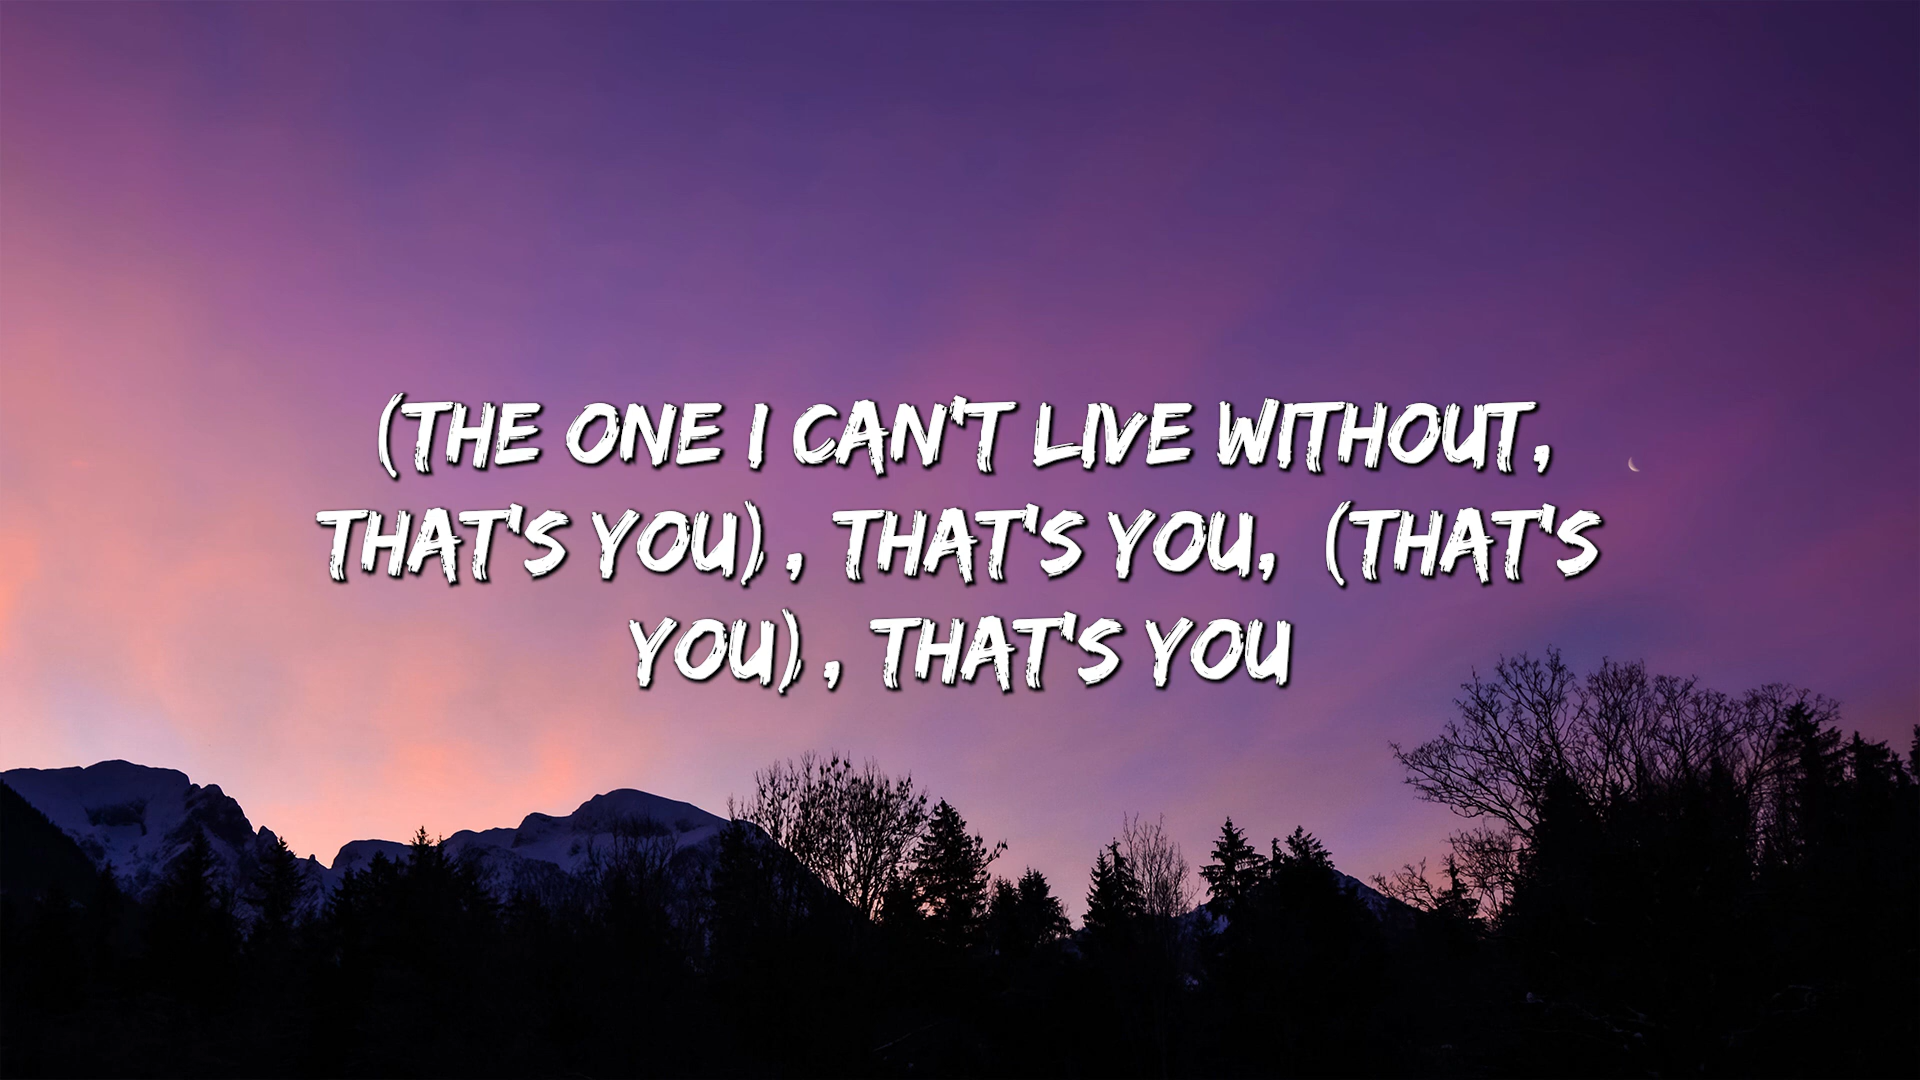 (THE ONE I CAN'T LIVE WITHOUT,
THAT'S YOU), THAT'S YOU, (THAT'S
YOU), THAT'S YOU